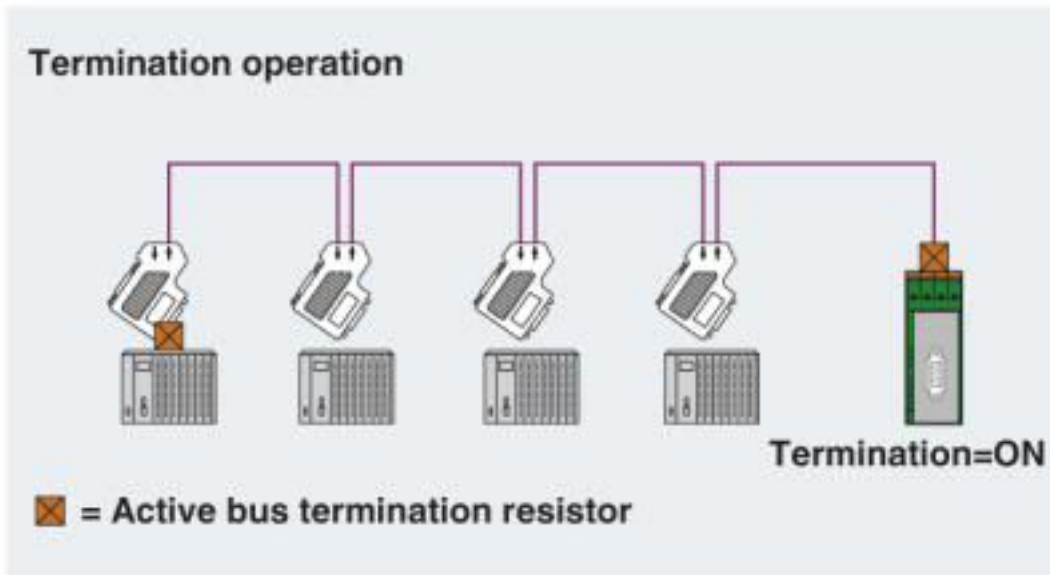 Termination operation
Termination=ON
= Active bus termination resistor